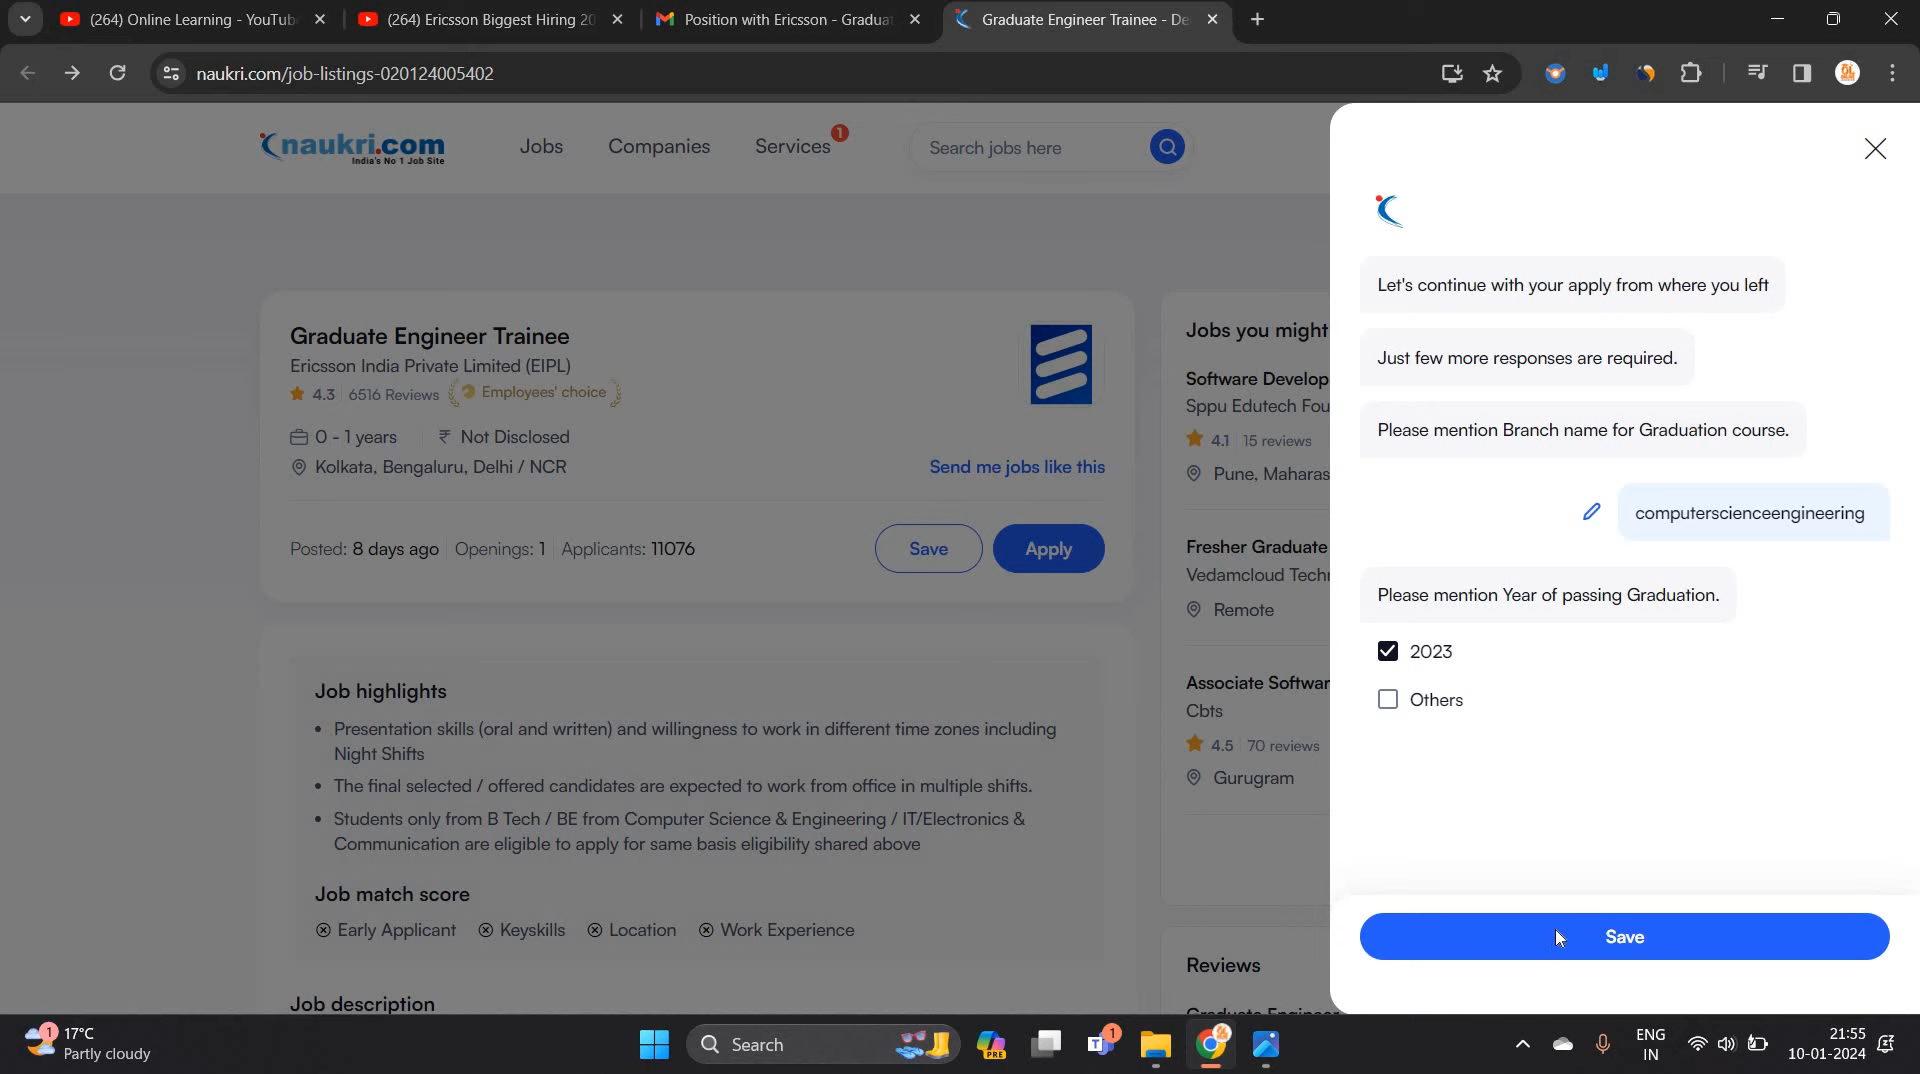 (264) Online Learning - YouTub
(264) Ericsson Biggest Hiring 20
Position with Ericsson - Graduat
Graduate Engineer Trainee - De
naukri.com/job-listings-020124005402
naukri.com
India's No 1 Job Site
Jobs
Companies
Services
1
Search jobs here
Graduate Engineer Trainee
Ericsson India Private Limited (EIPL)
4.3 6516 Reviews Employees' choice
0 - 1 years ₹ Not Disclosed
Kolkata, Bengaluru, Delhi / NCR
Send me jobs like this
Posted: 8 days ago Openings: 1 Applicants: 11076
Save
Apply
Job highlights
• Presentation skills (oral and written) and willingness to work in different time zones including
Night Shifts
• The final selected / offered candidates are expected to work from office in multiple shifts.
• Students only from B Tech / BE from Computer Science & Engineering / IT/Electronics &
Communication are eligible to apply for same basis eligibility shared above
Job match score
Early Applicant Keyskills Location Work Experience
Job description
Jobs you might
Software Develop
Sppu Edutech Fou
4.1 15 reviews
Pune, Maharas
Fresher Graduate
Vedamcloud Techn
Remote
Associate Softwar
Cbts
4.5 70 reviews
Gurugram
Reviews
Let's continue with your apply from where you left
Just few more responses are required.
Please mention Branch name for Graduation course.
computerscienceengineering
Please mention Year of passing Graduation.
2023
Others
Save
1
17°C
Partly cloudy
Search
PRE
1
ENG
IN
21:55
10-01-2024